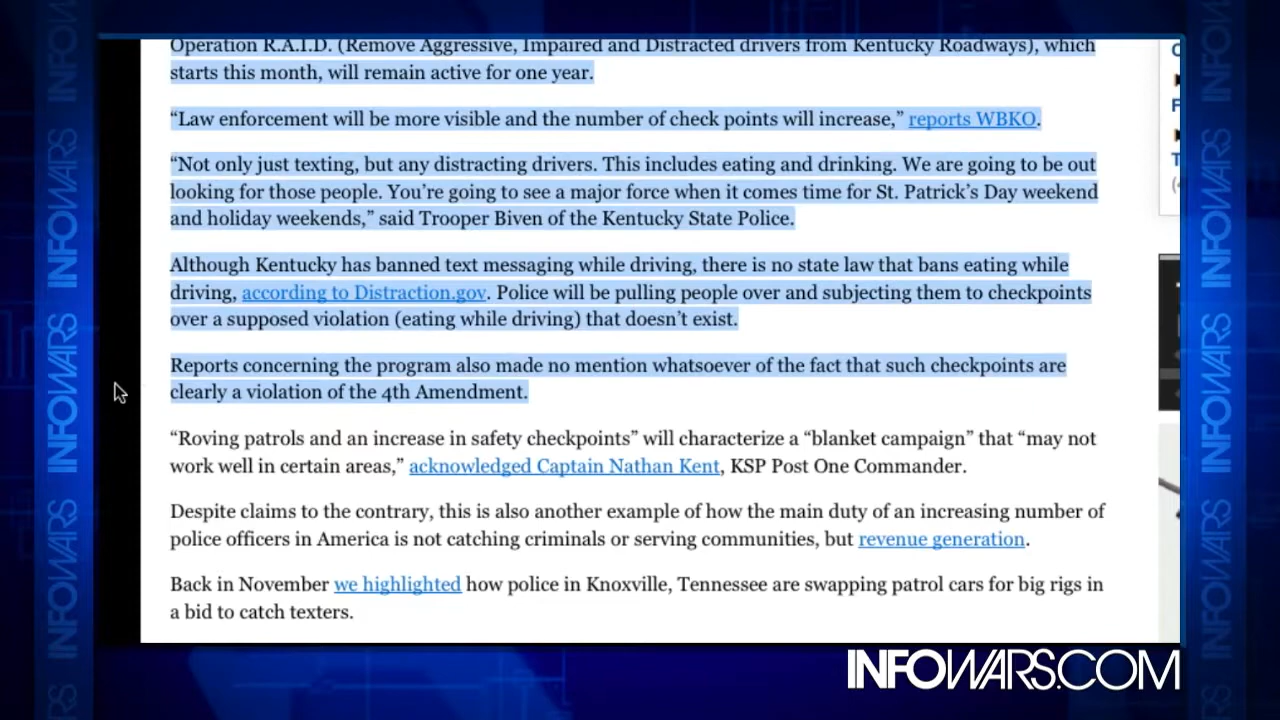 Operation R.A.I.D. (Remove Aggressive, Impaired and Distracted drivers from Kentucky Roadways), which
starts this month, will remain active for one year.
“Law enforcement will be more visible and the number of check points will increase,” reports WBKO.
“Not only just texting, but any distracting drivers. This includes eating and drinking. We are going to be out
looking for those people. You’re going to see a major force when it comes time for St. Patrick’s Day weekend
and holiday weekends,” said Trooper Biven of the Kentucky State Police.
Although Kentucky has banned text messaging while driving, there is no state law that bans eating while
driving, according to Distraction.gov. Police will be pulling people over and subjecting them to checkpoints
over a supposed violation (eating while driving) that doesn’t exist.
Reports concerning the program also made no mention whatsoever of the fact that such checkpoints are
clearly a violation of the 4th Amendment.
“Roving patrols and an increase in safety checkpoints” will characterize a “blanket campaign” that “may not
work well in certain areas,” acknowledged Captain Nathan Kent, KSP Post One Commander.
Despite claims to the contrary, this is also another example of how the main duty of an increasing number of
police officers in America is not catching criminals or serving communities, but revenue generation.
Back in November we highlighted how police in Knoxville, Tennessee are swapping patrol cars for big rigs in
a bid to catch texters.
INFOWARS.COM
INFOWARS
INFOWARS
INFOWARS
INFOWARS
INFOWARS
INFOWARS